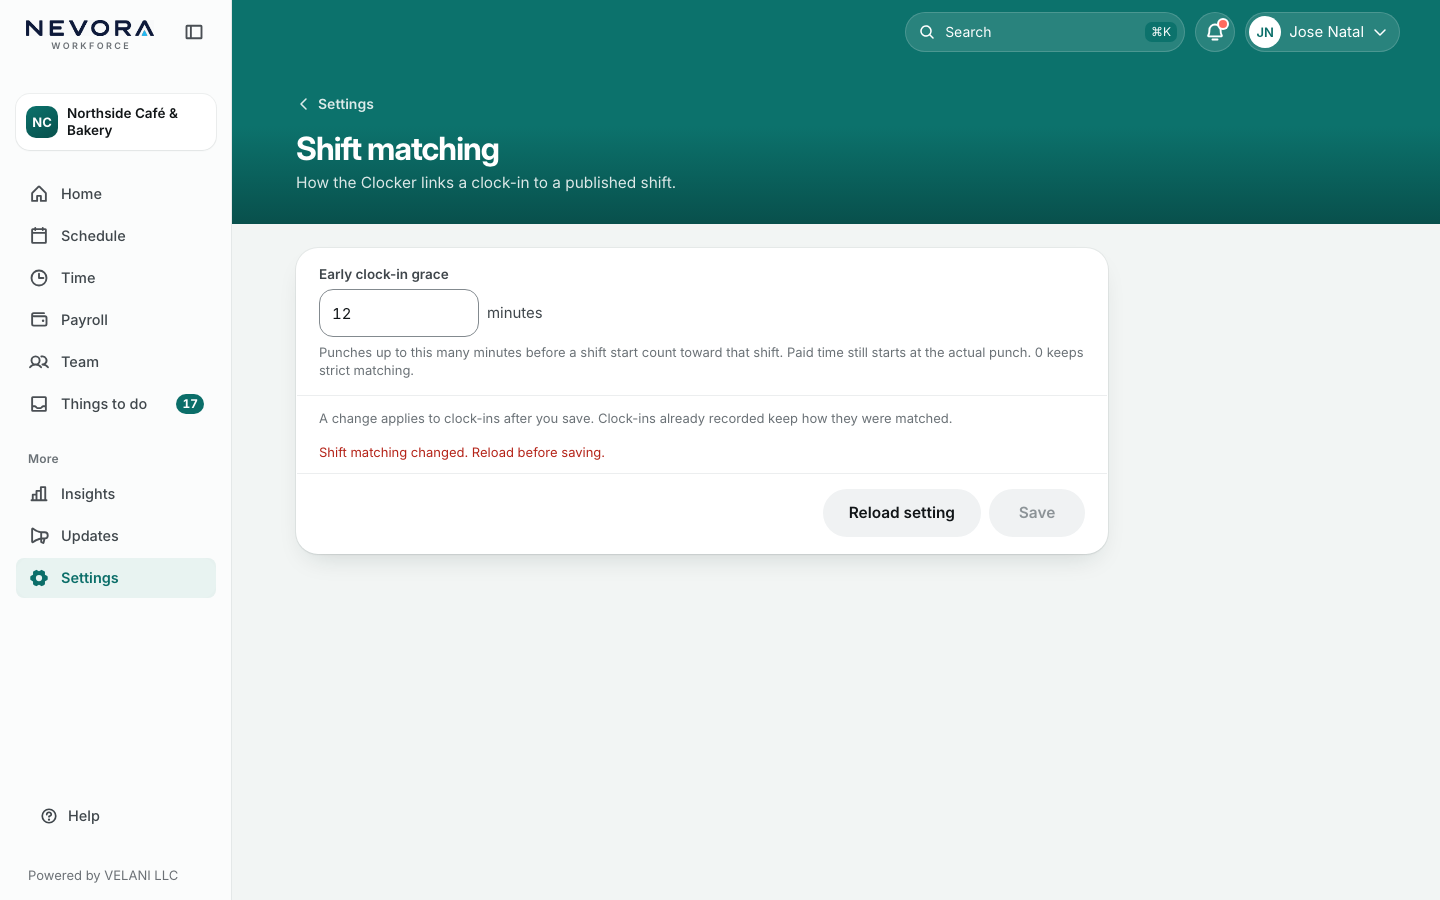 NEVORA
WORKFORCE
Search
⌘K
JN
Jose Natal
NC
Northside Café &
Bakery
Home
Schedule
Time
Payroll
Team
Things to do
17
More
Insights
Updates
Settings
Help
Powered by VELANI LLC
Settings
Shift matching
How the Clocker links a clock-in to a published shift.
Early clock-in grace
12
minutes
Punches up to this many minutes before a shift start count toward that shift. Paid time still starts at the actual punch. 0 keeps
strict matching.
A change applies to clock-ins after you save. Clock-ins already recorded keep how they were matched.
Shift matching changed. Reload before saving.
Reload setting
Save